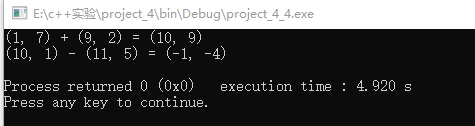 E:\c++实验\project_4\bin\Debug\project_4_4.exe
(1, 7) + (9, 2) = (10, 9)
(10, 1) - (11, 5) = (-1, -4)
Process returned 0 (0x0)   execution time : 4.920 s
Press any key to continue.